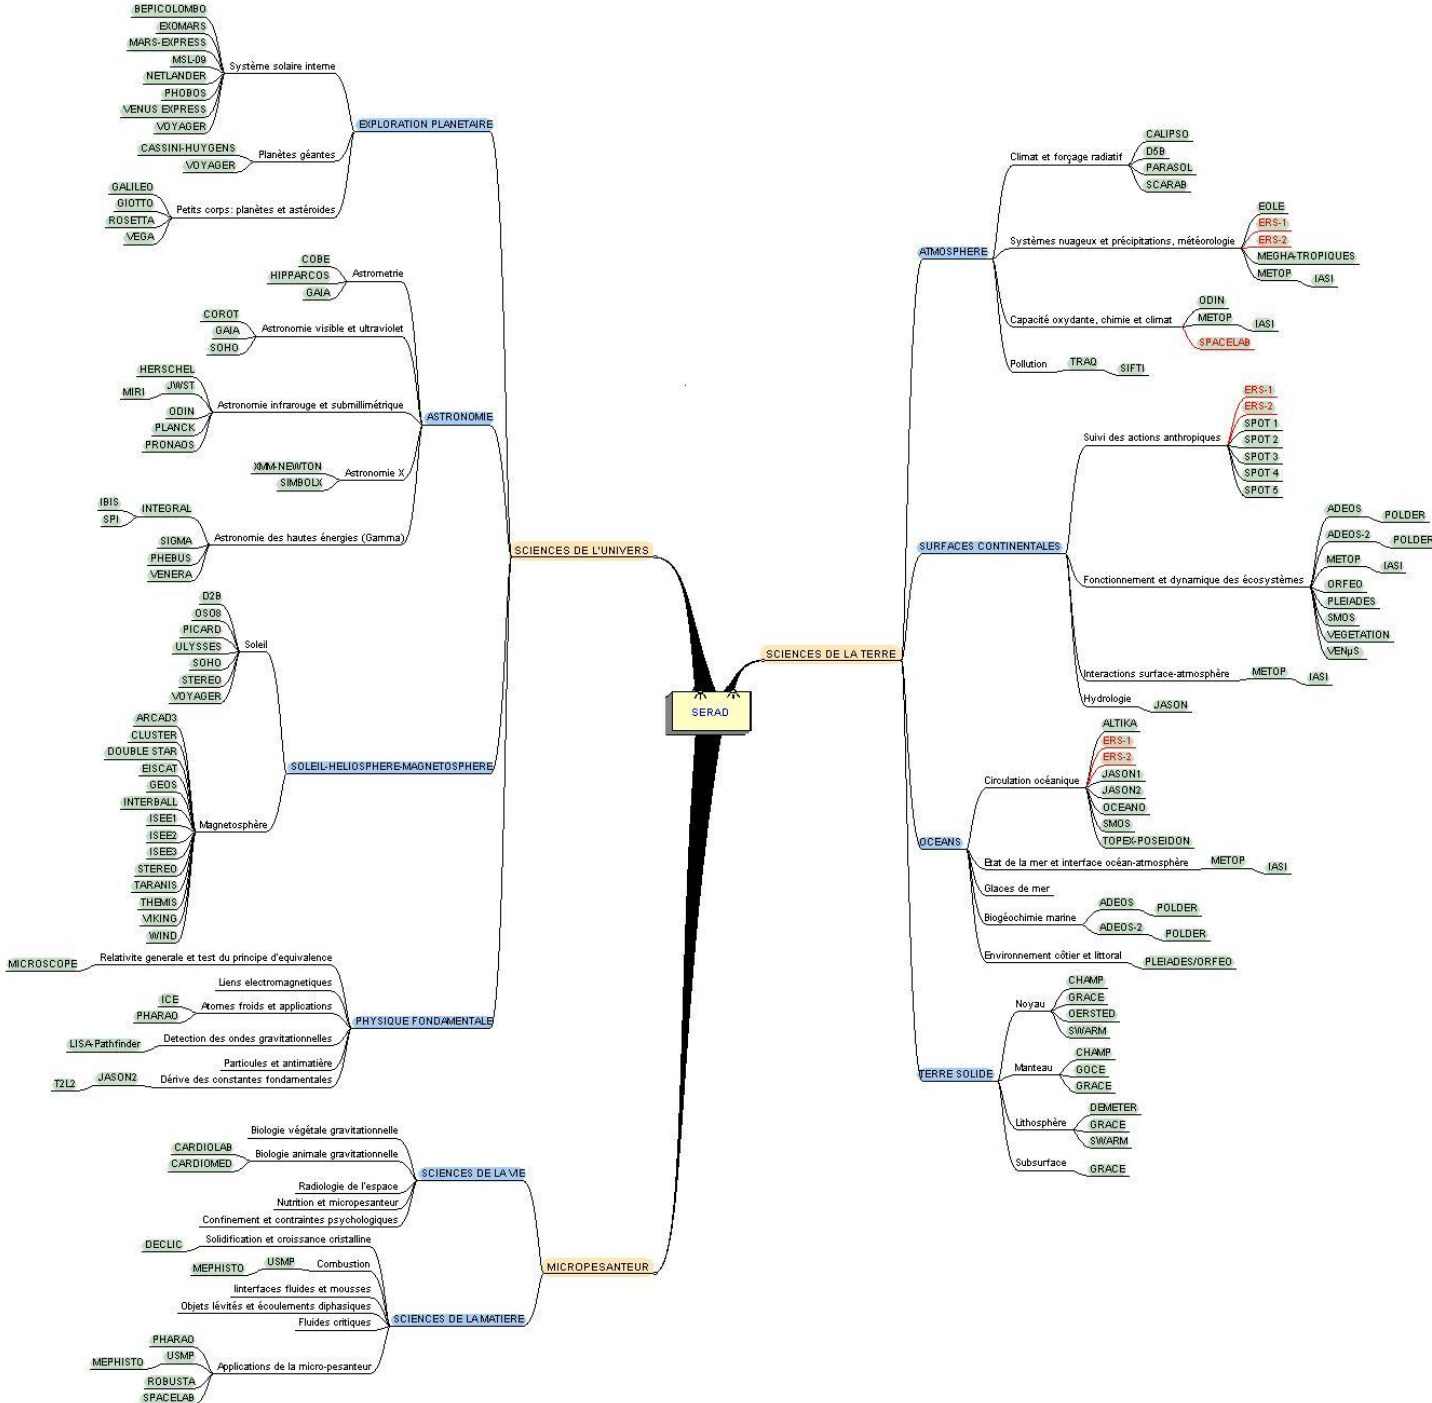 BEPICOLOMBO
EXOMARS
MARS-EXPRESS
MSL-09
NETLANDER
PHOBOS
VENUS EXPRESS
VOYAGER
Système solaire interne
CASSINI-HUYGENS
VOYAGER
Planètes géantes
GALILEO
GIOTTO
ROSETTA
VEGA
Petits corps: planètes et astéroides
EXPLORATION PLANETAIRE
COBE
HIPPARCOS
GAIA
Astrometrie
COROT
GAIA
SOHO
Astronomie visible et ultraviolet
HERSCHEL
MIRI
JWST
ODIN
PLANCK
PRONAOS
Astronomie infrarouge et submillimétrique
XMM-NEWTON
SIMBOLX
Astronomie X
IBIS
SPI
INTEGRAL
SIGMA
PHEBUS
VENERA
Astronomie des hautes énergies (Gamma)
ASTRONOMIE
SCIENCES DE L'UNIVERS
D2B
OSO8
PICARD
ULYSSES
SOHO
STEREO
VOYAGER
Soleil
ARCAD3
CLUSTER
DOUBLE STAR
EISCAT
GEOS
INTERBALL
ISEE1
ISEE2
ISEE3
STEREO
TARANIS
THEMIS
VIKING
WIND
Magnetosphère
SOLEIL-HELIOSPHERE-MAGNETOSPHERE
MICROSCOPE
Relativite generale et test du principe d'equivalence
Liens electromagnetiques
ICE
PHARAO
Atomes froids et applications
LISA-Pathfinder
Detection des ondes gravitationnelles
Particules et antimatière
T2L2
JASON2
Dérive des constantes fondamentales
PHYSIQUE FONDAMENTALE
Biologie végétale gravitationnelle
CARDIOLAB
CARDIOMED
Biologie animale gravitationnelle
Radiologie de l'espace
Nutrition et micropesanteur
Confinement et contraintes psychologiques
SCIENCES DE LA VIE
DECLIC
Solidification et croissance cristalline
MEPHISTO
USMP
Combustion
Iinterfaces fluides et mousses
Objets lévités et écoulements diphasiques
Fluides critiques
PHARAO
MEPHISTO
USMP
ROBUSTA
SPACELAB
Applications de la micro-pesanteur
SCIENCES DE LA MATIERE
MICROPESANTEUR
SERAD
SCIENCES DE LA TERRE
ATMOSPHERE
Climat et forçage radiatif
CALIPSO
D5B
PARASOL
SCARAB
Systèmes nuageux et précipitations, météorologie
EOLE
ERS-1
ERS-2
MEGHA-TROPIQUES
METOP
IASI
Capacité oxydante, chimie et climat
ODIN
METOP
IASI
SPACELAB
Pollution
TRAQ
SIFTI
SURFACES CONTINENTALES
Suivi des actions anthropiques
ERS-1
ERS-2
SPOT 1
SPOT 2
SPOT 3
SPOT 4
SPOT 5
Fonctionnement et dynamique des écosystèmes
ADEOS
POLDER
ADEOS-2
POLDER
METOP
IASI
ORFEO
PLEIADES
SMOS
VEGETATION
VENµS
Interactions surface-atmosphère
METOP
IASI
Hydrologie
JASON
OCEANS
Circulation océanique
ALTIKA
ERS-1
ERS-2
JASON1
JASON2
OCEANO
SMOS
TOPEX-POSEIDON
Etat de la mer et interface océan-atmosphère
METOP
IASI
Glaces de mer
Biogéochimie marine
ADEOS
POLDER
ADEOS-2
POLDER
Environnement côtier et littoral
PLEIADES/ORFEO
TERRE SOLIDE
Noyau
CHAMP
GRACE
OERSTED
SWARM
Manteau
CHAMP
GOCE
GRACE
Lithosphère
DEMETER
GRACE
SWARM
Subsurface
GRACE